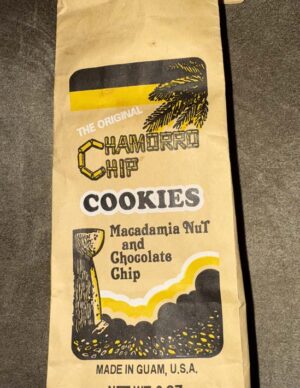 THE ORIGINAL
CHAMORRO
CHIP
COOKIES
Macadamia Nut
and
Chocolate
Chip
MADE IN GUAM, U.S.A.